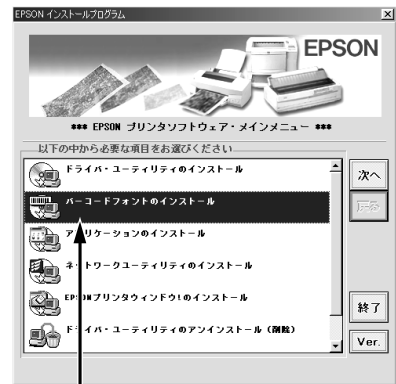 EPSON インストールプログラム
EPSON
*** EPSON プリンタソフトウェア・メインメニュー ***
以下の中から必要な項目をお選びください
ドライバ・ユーティリティのインストール
次へ
バーコードフォントのインストール
戻る
アプリケーションのインストール
ネットワークユーティリティのインストール
EPSONプリンタウィンドウ!のインストール
終了
ドライバ・ユーティリティのアンインストール（削除）
Ver.